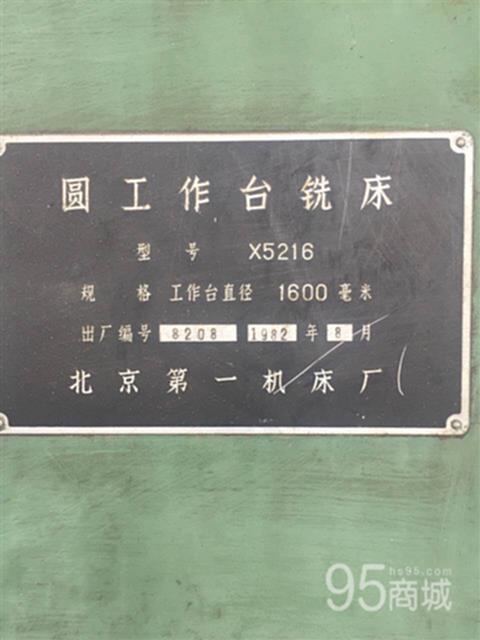 圆工作台铣床
型号 X5216
规格 工作台直径 1600 毫米
出厂编号 8208 1982 年 8 月
北京第一机床厂
hs95.com
95商城